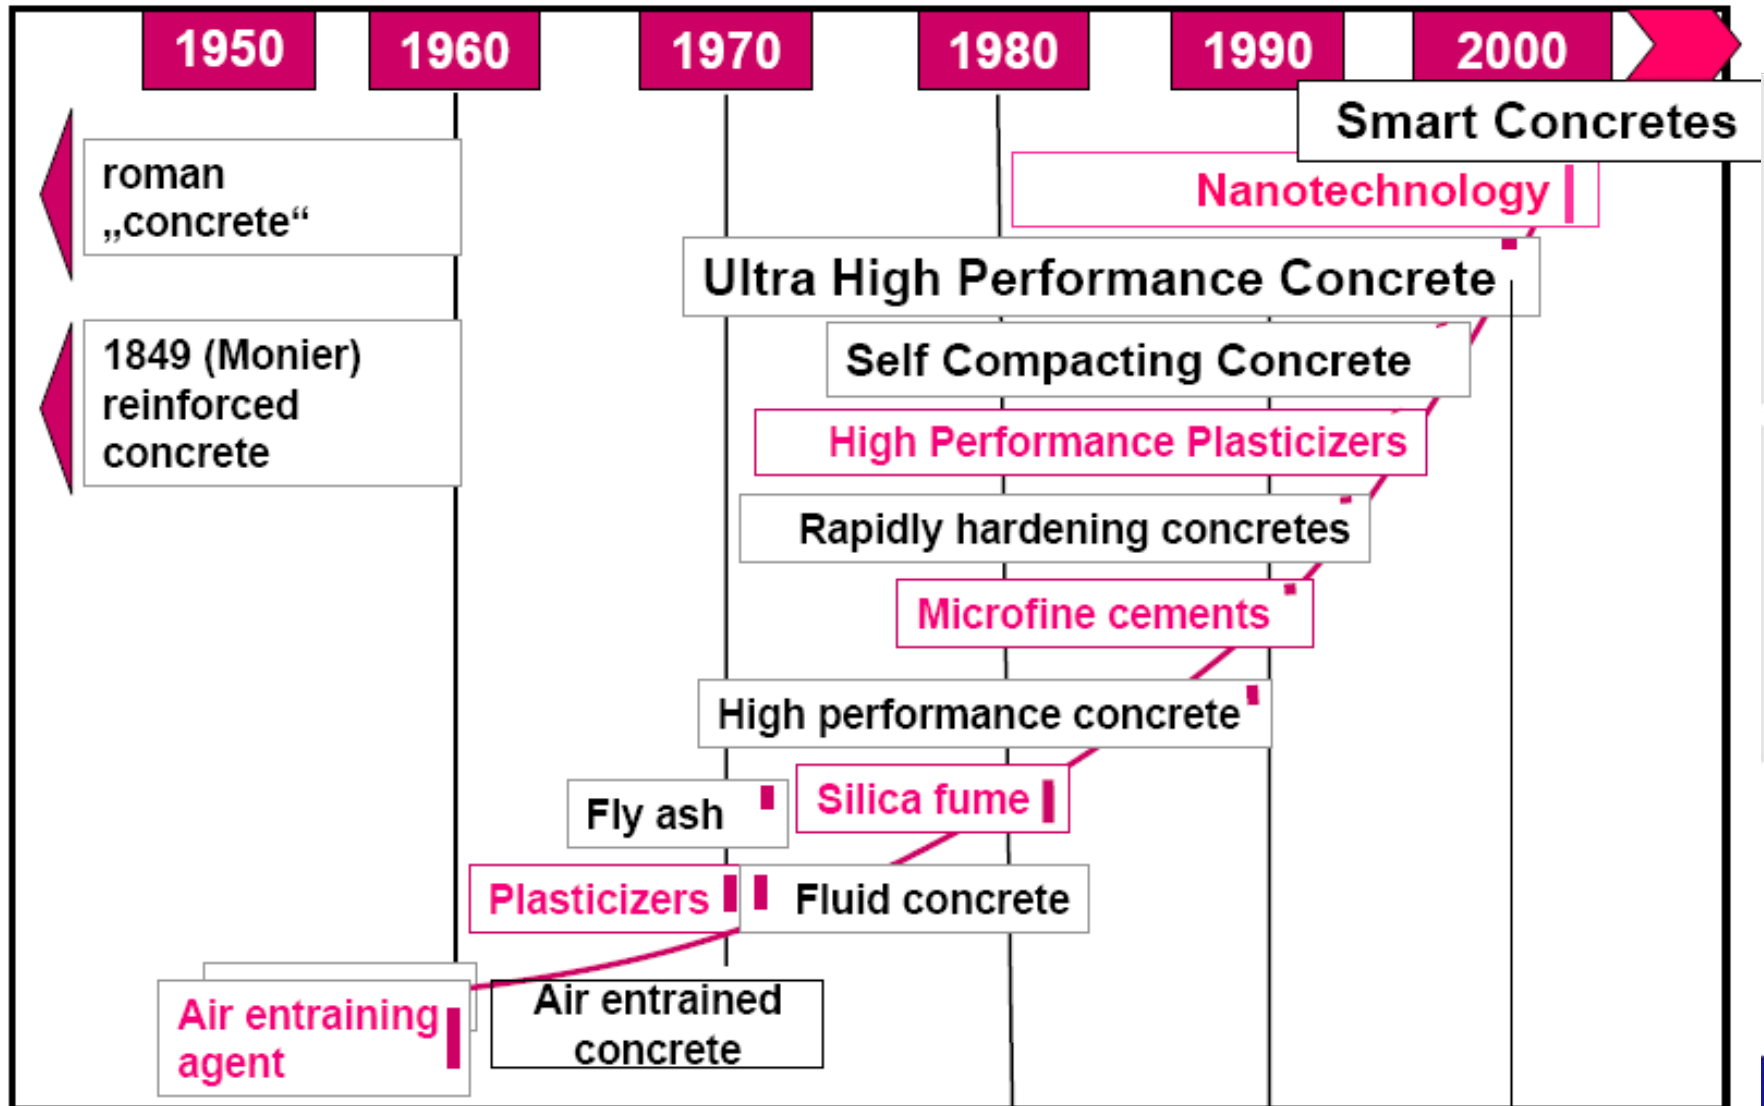 1950 1960 1970 1980 1990 2000
Smart Concretes
roman
„concrete“
Nanotechnology
Ultra High Performance Concrete
1849 (Monier)
reinforced
concrete
Self Compacting Concrete
High Performance Plasticizers
Rapidly hardening concretes
Microfine cements
High performance concrete
Silica fume
Fly ash
Plasticizers
Fluid concrete
Air entraining
agent
Air entrained
concrete